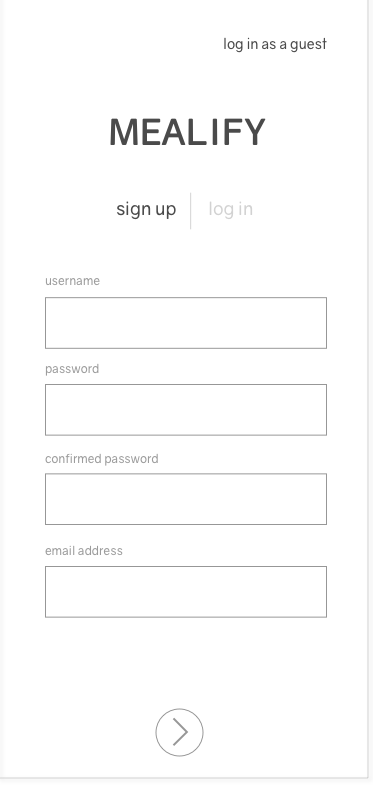 log in as a guest
MEALIFY
sign up log in
username
password
confirmed password
email address